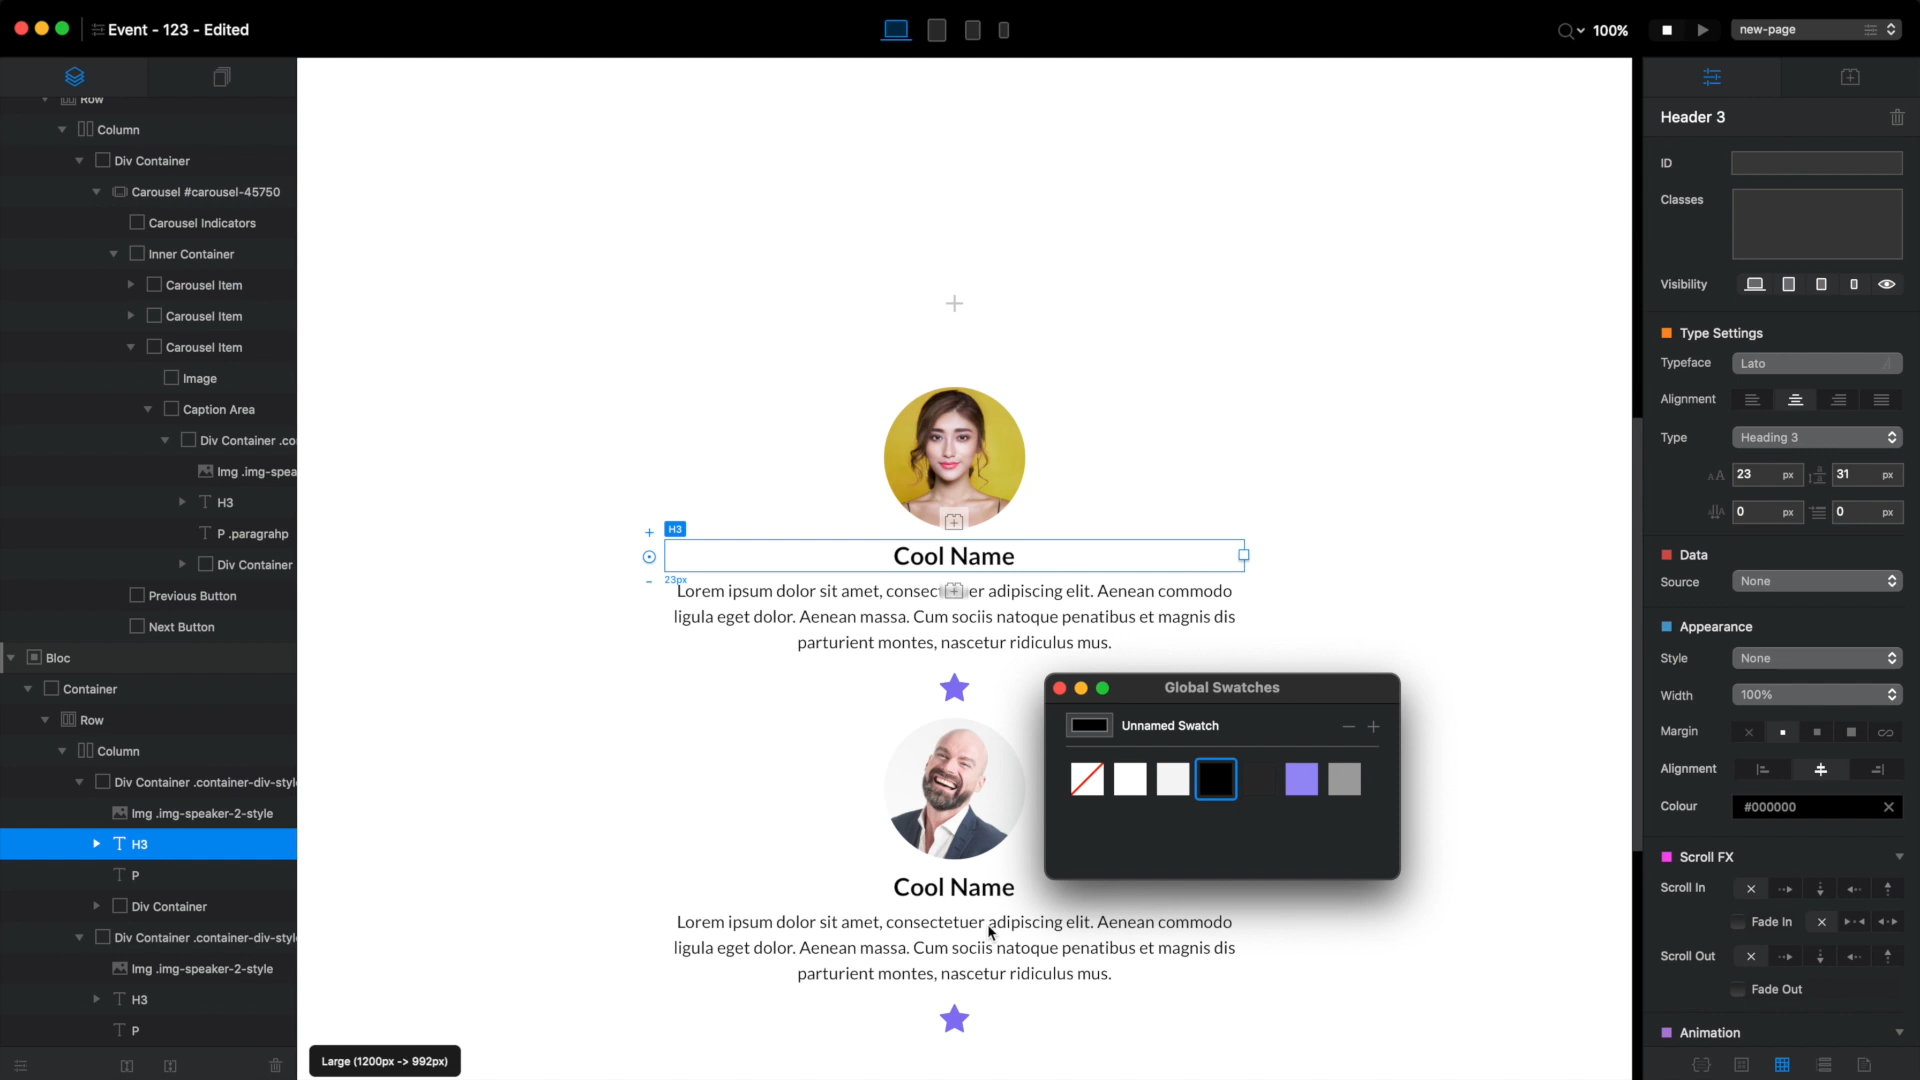 Event - 123 - Edited
100%
new-page
Row
Column
Div Container
Carousel #carousel-45750
Carousel Indicators
Inner Container
Carousel Item
Carousel Item
Carousel Item
Image
Caption Area
Div Container .co
Img .img-spea
H3
P .paragrahp
Div Container
Previous Button
Next Button
Bloc
Container
Row
Column
Div Container .container-div-styl
Img .img-speaker-2-style
H3
P
Div Container
Div Container .container-div-styl
Img .img-speaker-2-style
H3
P
H3
Cool Name
23px
Lorem ipsum dolor sit amet, consec er adipiscing elit. Aenean commodo
ligula eget dolor. Aenean massa. Cum sociis natoque penatibus et magnis dis
parturient montes, nascetur ridiculus mus.
Global Swatches
Unnamed Swatch
Cool Name
Lorem ipsum dolor sit amet, consectetuer adipiscing elit. Aenean commodo
ligula eget dolor. Aenean massa. Cum sociis natoque penatibus et magnis dis
parturient montes, nascetur ridiculus mus.
Large (1200px -> 992px)
Header 3
ID
Classes
Visibility
Type Settings
Typeface Lato
Alignment
Type Heading 3
23 px 31 px
0 px 0 px
Data
Source None
Appearance
Style None
Width 100%
Margin
Alignment
Colour #000000
Scroll FX
Scroll In
Fade In
Scroll Out
Fade Out
Animation